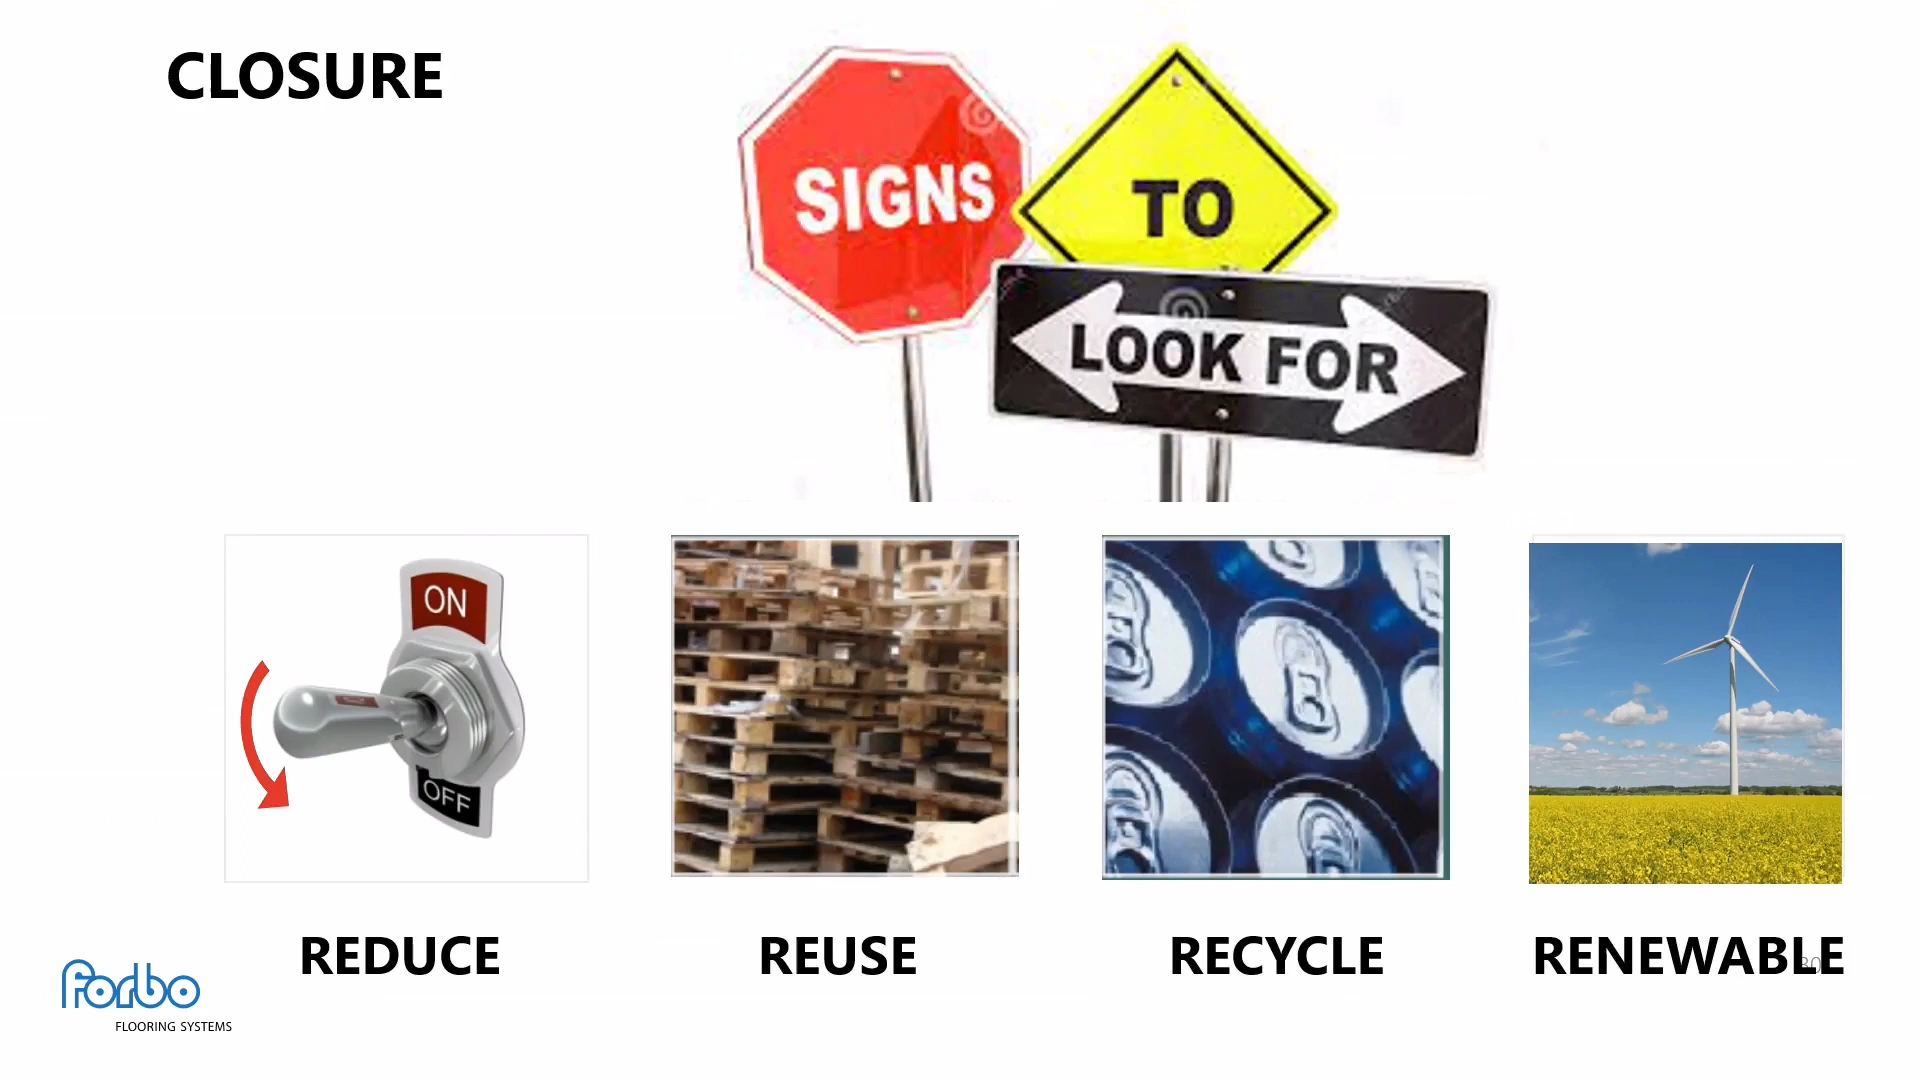 CLOSURE
SIGNS
TO
LOOK FOR
ON
OFF
REDUCE
REUSE
RECYCLE
RENEWABLE
forbo
FLOORING SYSTEMS